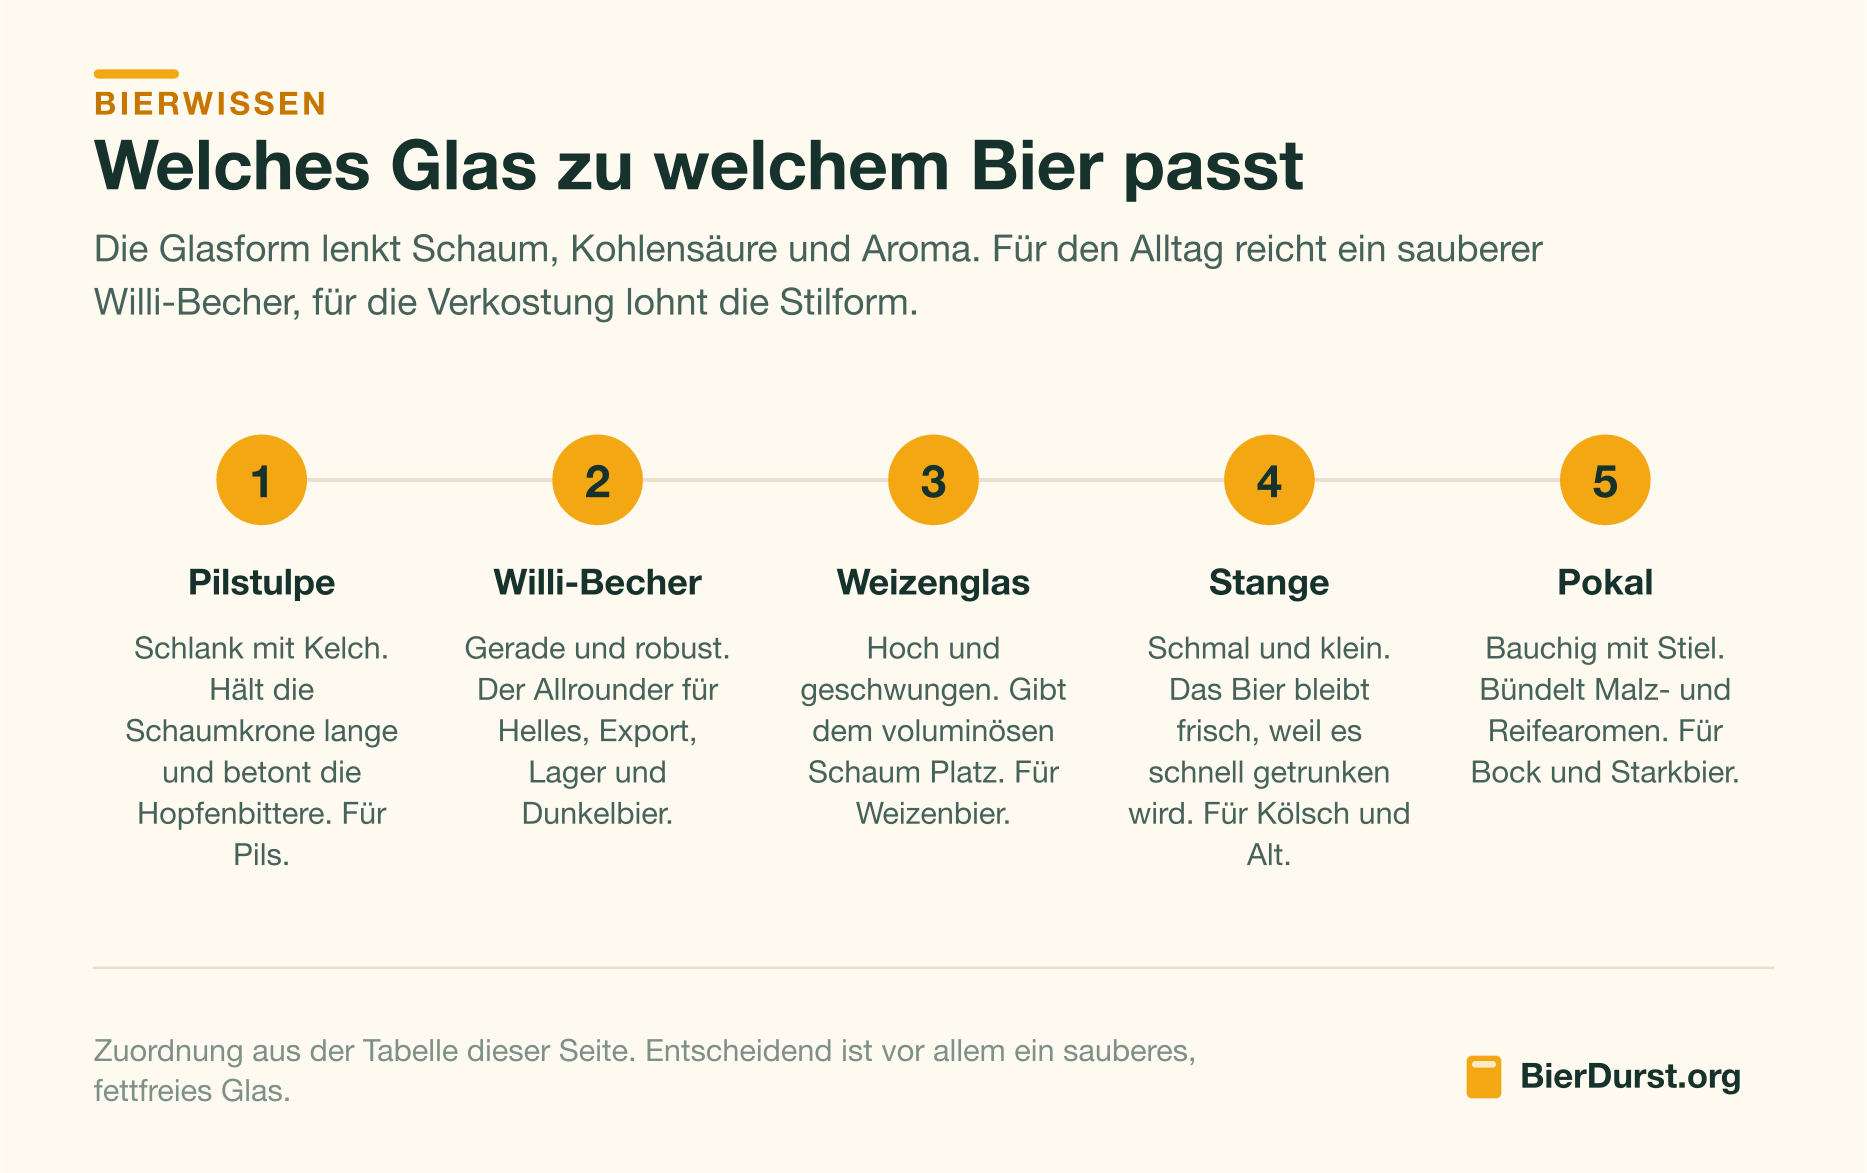 BIERWISSEN
Welches Glas zu welchem Bier passt
Die Glasform lenkt Schaum, Kohlensäure und Aroma. Für den Alltag reicht ein sauberer
Willi-Becher, für die Verkostung lohnt die Stilform.
1
Pilstulpe
Schlank mit Kelch.
Hält die
Schaumkrone lange
und betont die
Hopfenbittere. Für
Pils.
2
Willi-Becher
Gerade und robust.
Der Allrounder für
Helles, Export,
Lager und
Dunkelbier.
3
Weizenglas
Hoch und
geschwungen. Gibt
dem voluminösen
Schaum Platz. Für
Weizenbier.
4
Stange
Schmal und klein.
Das Bier bleibt
frisch, weil es
schnell getrunken
wird. Für Kölsch und
Alt.
5
Pokal
Bauchig mit Stiel.
Bündelt Malz- und
Reifearomen. Für
Bock und Starkbier.
Zuordnung aus der Tabelle dieser Seite. Entscheidend ist vor allem ein sauberes,
fettfreies Glas.
BierDurst.org